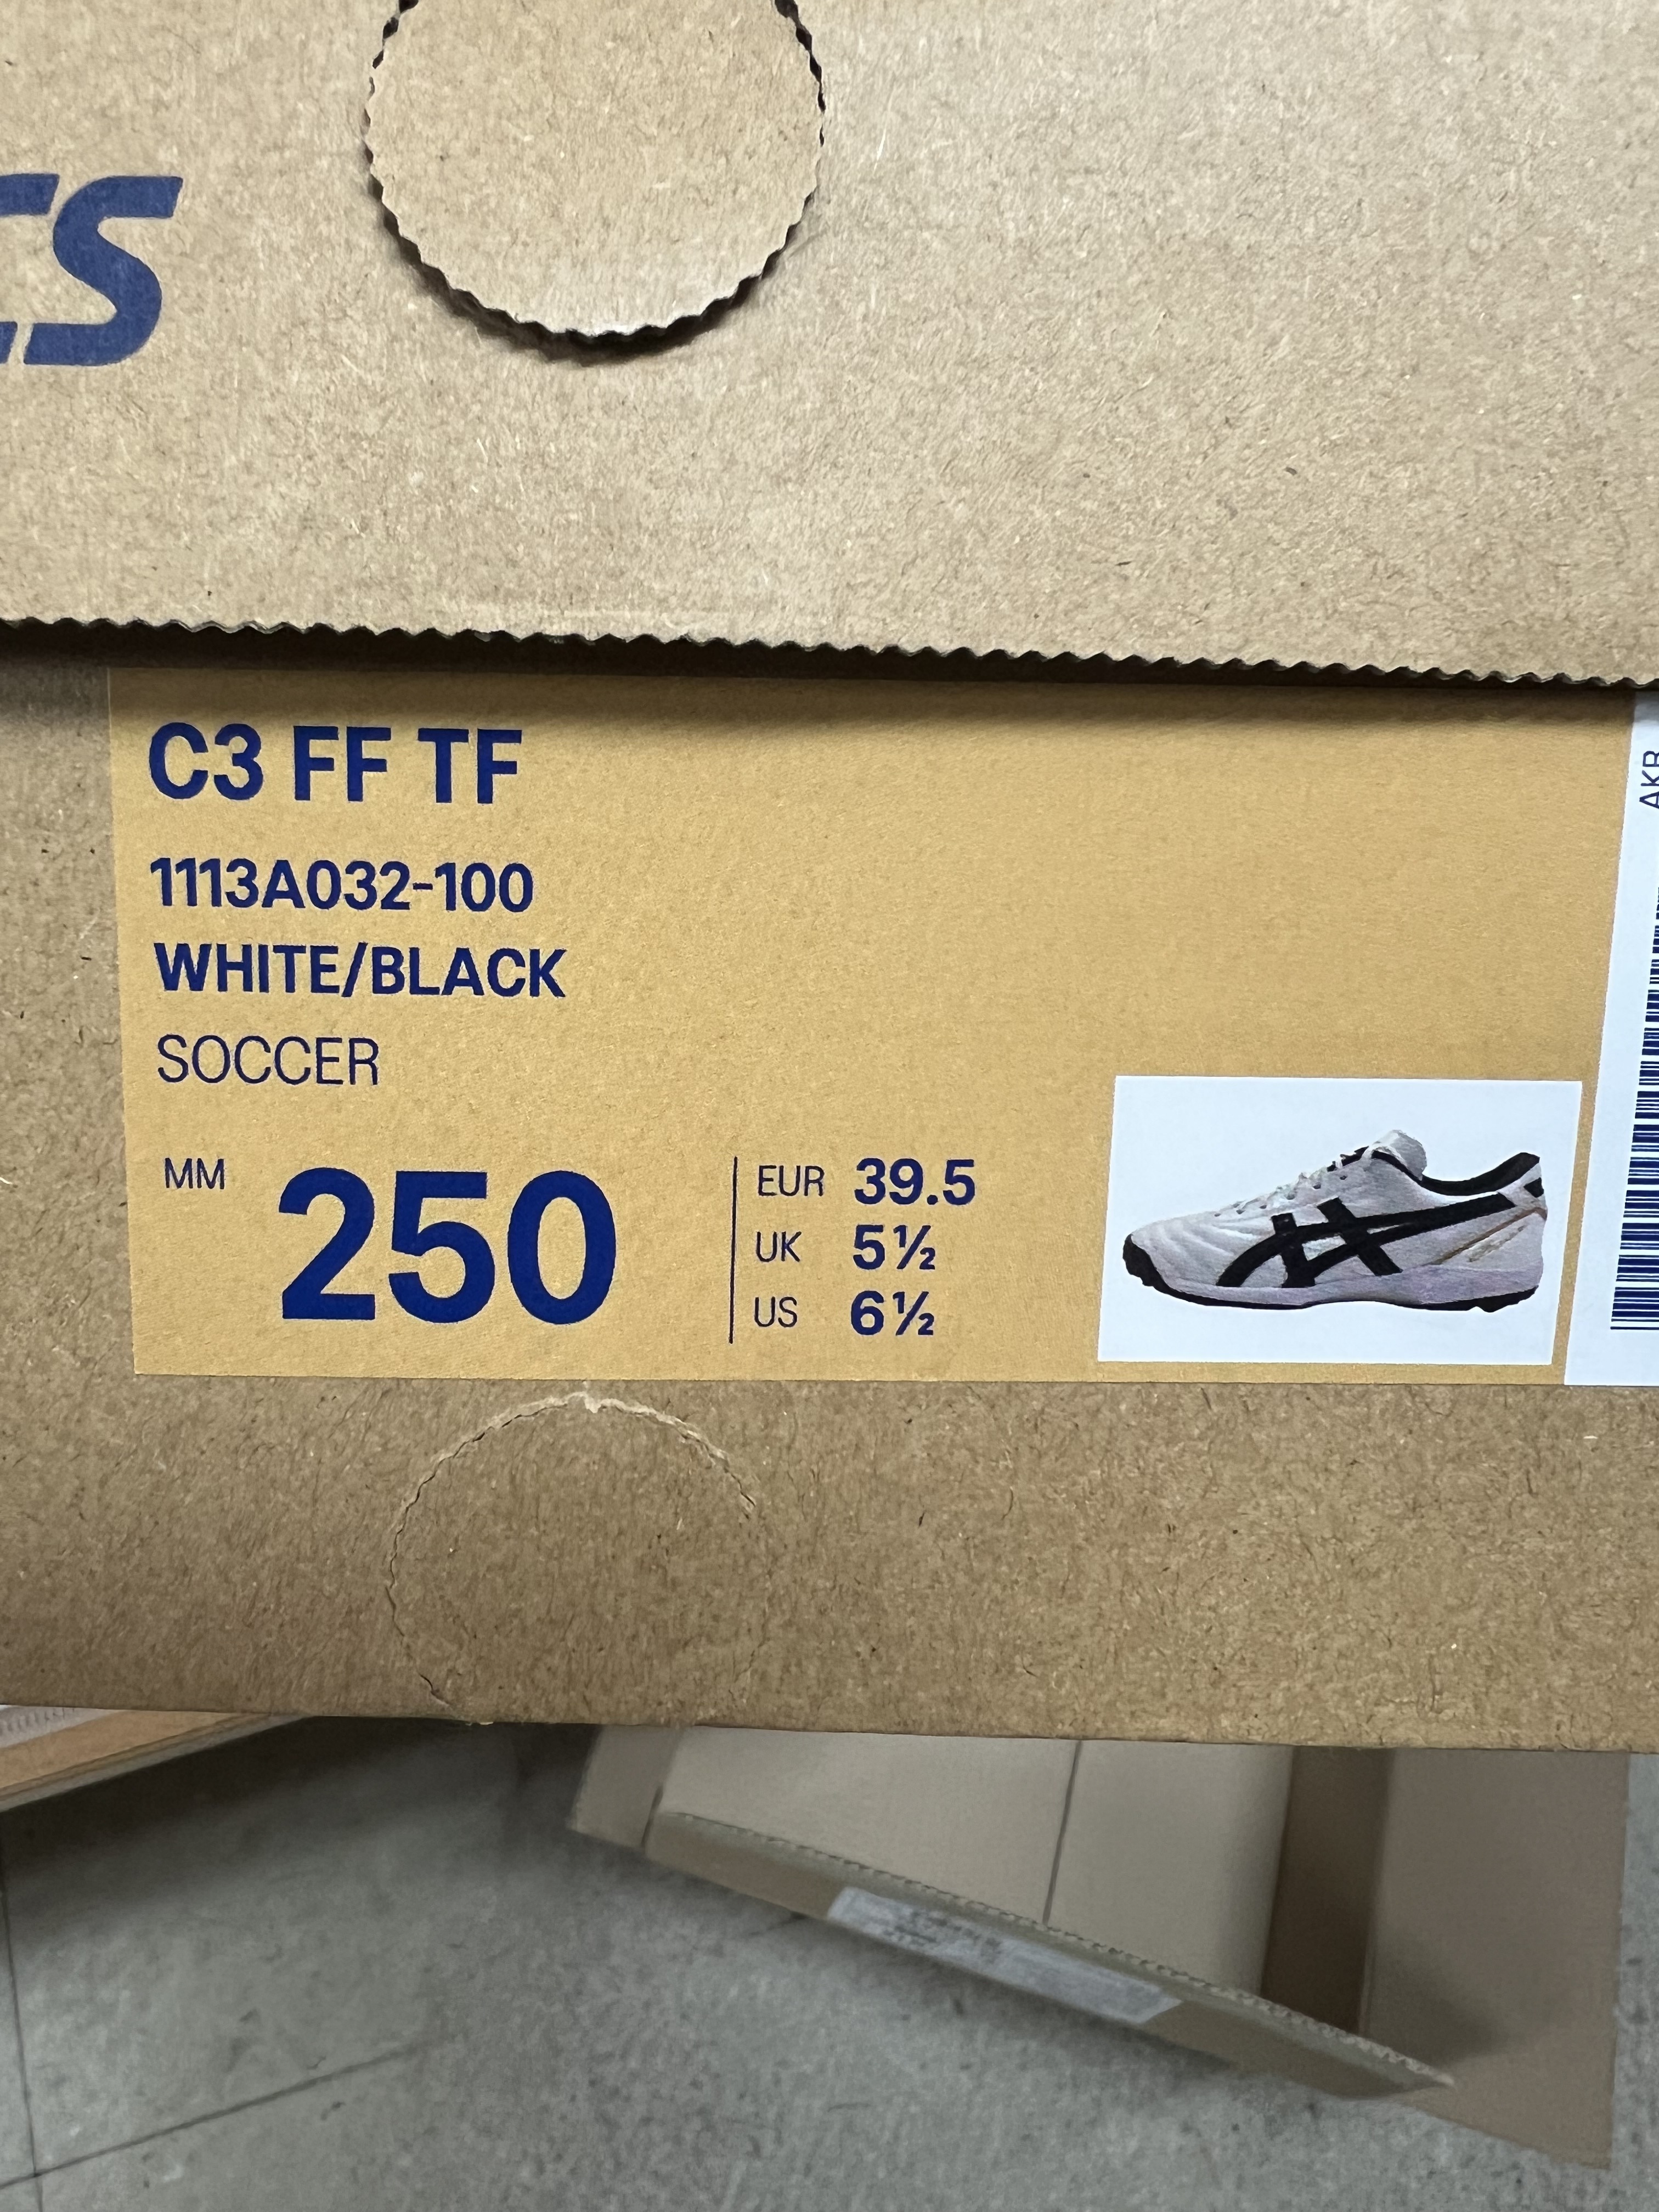 CS
C3 FF TF
1113A032-100
WHITE/BLACK
SOCCER
MM 250
EUR 39.5
UK 5½
US 6½